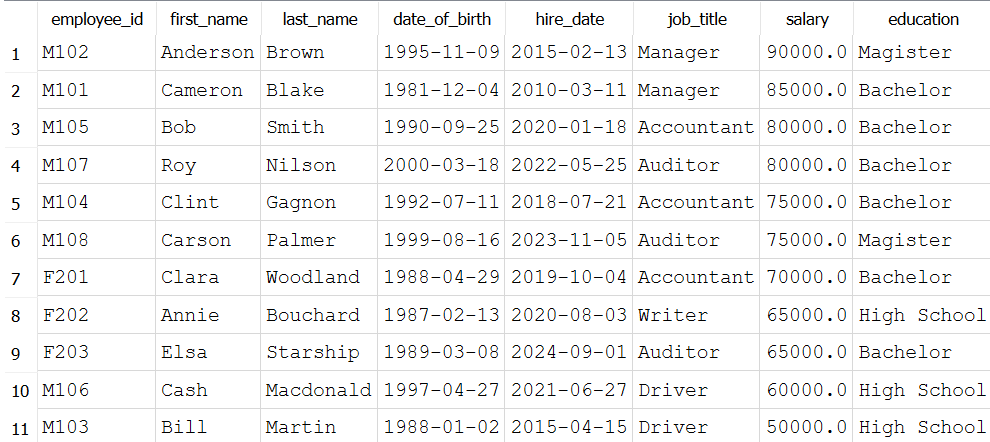 employee_id first_name last_name date_of_birth hire_date job_title salary education
1 M102 Anderson Brown 1995-11-09 2015-02-13 Manager 90000.0 Magister
2 M101 Cameron Blake 1981-12-04 2010-03-11 Manager 85000.0 Bachelor
3 M105 Bob Smith 1990-09-25 2020-01-18 Accountant 80000.0 Bachelor
4 M107 Roy Nilson 2000-03-18 2022-05-25 Auditor 80000.0 Bachelor
5 M104 Clint Gagnon 1992-07-11 2018-07-21 Accountant 75000.0 Bachelor
6 M108 Carson Palmer 1999-08-16 2023-11-05 Auditor 75000.0 Magister
7 F201 Clara Woodland 1988-04-29 2019-10-04 Accountant 70000.0 Bachelor
8 F202 Annie Bouchard 1987-02-13 2020-08-03 Writer 65000.0 High School
9 F203 Elsa Starship 1989-03-08 2024-09-01 Auditor 65000.0 Bachelor
10 M106 Cash Macdonald 1997-04-27 2021-06-27 Driver 60000.0 High School
11 M103 Bill Martin 1988-01-02 2015-04-15 Driver 50000.0 High School